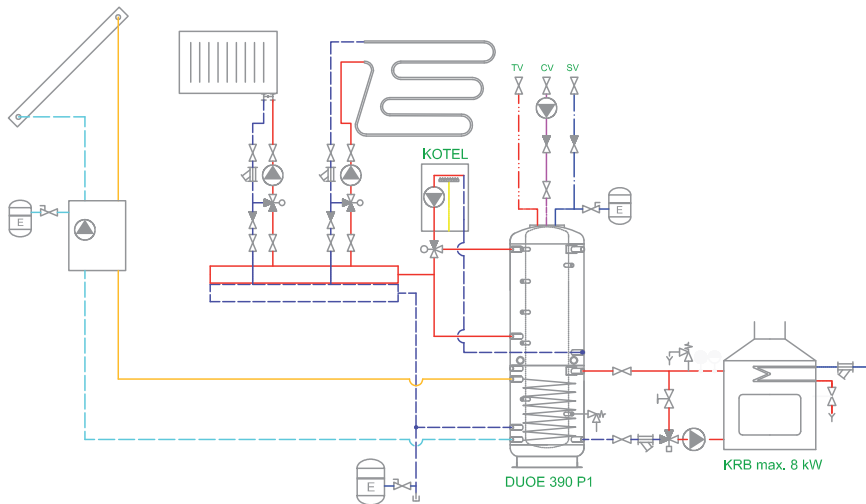 TV CV SV
KOTEL
E
E
E
DUOE 390 P1
KRB max. 8 kW